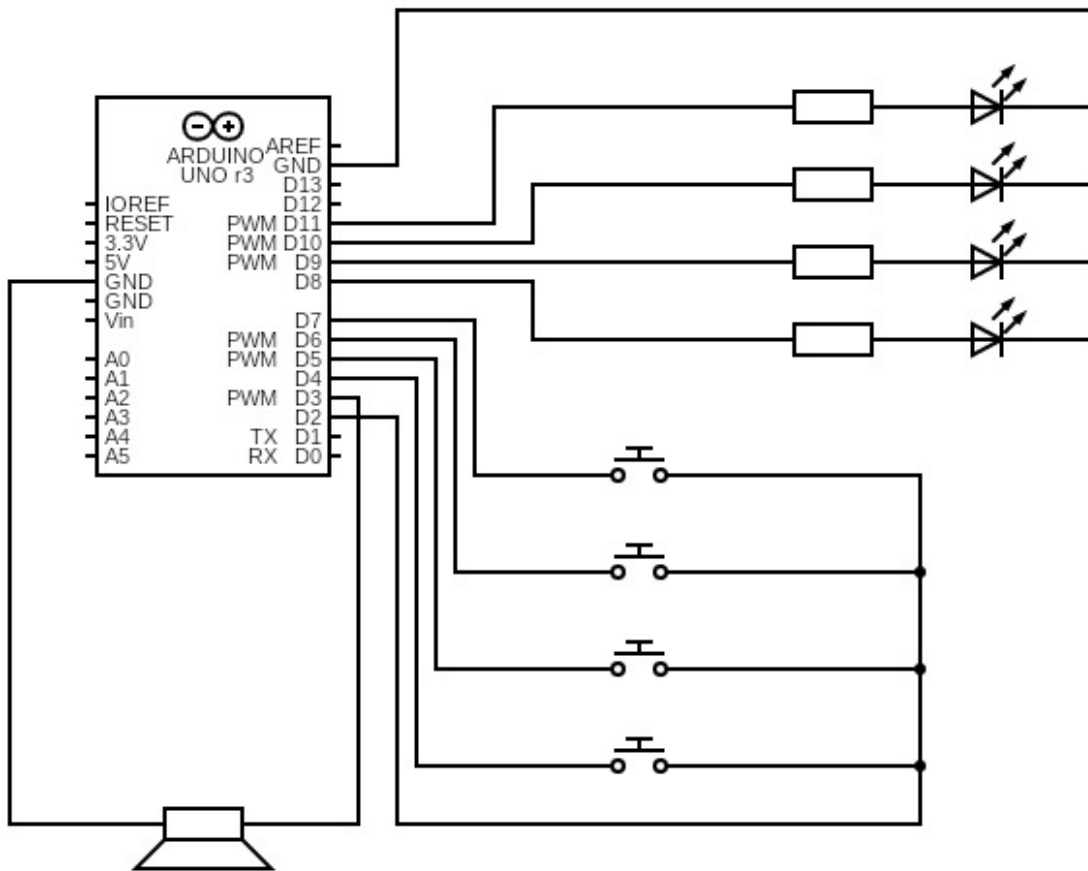 ARDUINO
UNO r3
AREF
GND
D13
IOREF D12
RESET PWM D11
3.3V PWM D10
5V PWM D9
GND D8
GND
Vin D7
PWM D6
A0 PWM D5
A1 D4
A2 PWM D3
A3 D2
A4 TX D1
A5 RX D0